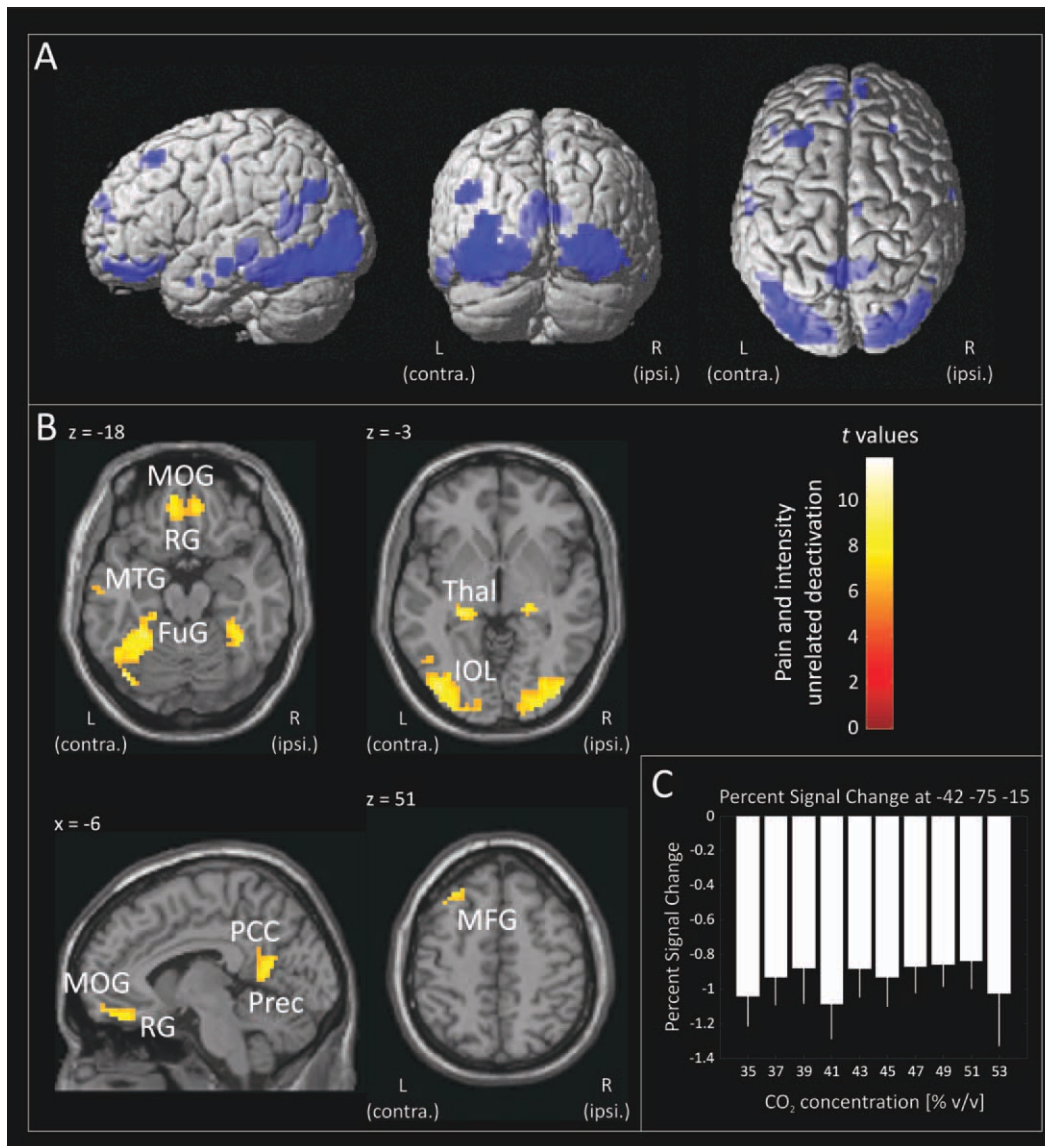 A
L
(contra.)
R
(ipsi.)
L
(contra.)
R
(ipsi.)
B
z = -18
MOG
RG
MTG
FuG
L
(contra.)
R
(ipsi.)
z = -3
Thal
IOL
L
(contra.)
R
(ipsi.)
t values
Pain and intensity
unrelated deactivation
10
8
6
4
2
0
x = -6
PCC
Prec
MOG
RG
z = 51
MFG
L
(contra.)
R
(ipsi.)
C
Percent Signal Change at -42 -75 -15
Percent Signal Change
0
-0.2
-0.4
-0.6
-0.8
-1
-1.2
-1.4
35 37 39 41 43 45 47 49 51 53
CO₂ concentration [% v/v]